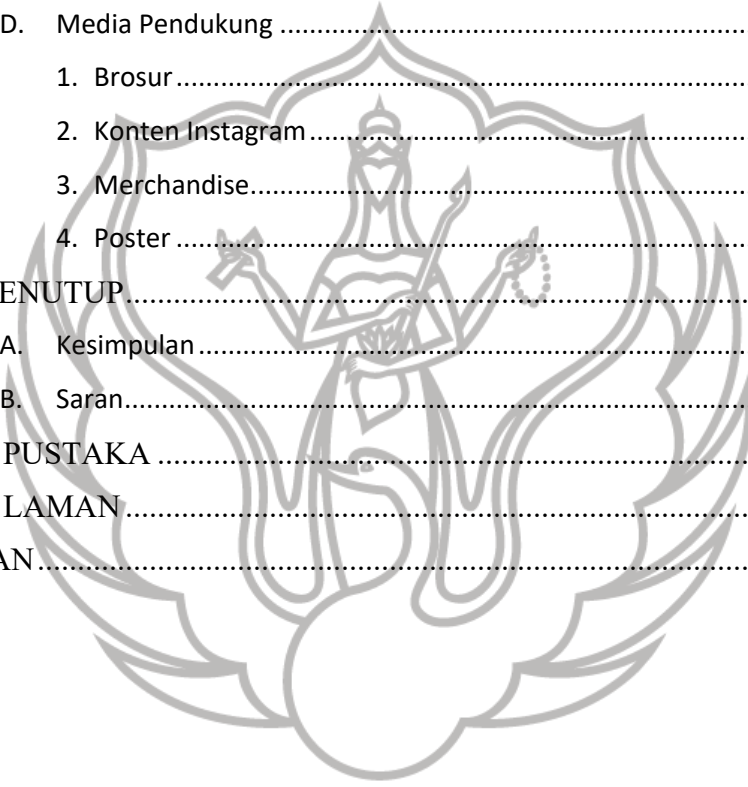 D. Media Pendukung ........................................................................
1. Brosur ........................................................................
2. Konten Instagram ........................................................................
3. Merchandise ........................................................................
4. Poster ........................................................................
ENUTUP ........................................................................
A. Kesimpulan ........................................................................
B. Saran ........................................................................
PUSTAKA ........................................................................
LAMAN ........................................................................
AN ........................................................................